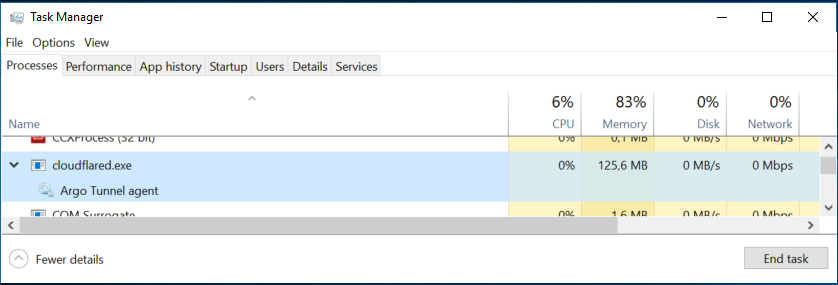 Task Manager
File Options View
Processes Performance App history Startup Users Details Services
6% 83% 0% 0%
Name CPU Memory Disk Network
CCXProcess (32 bit) 0% 0,1 MB 0 MB/s 0 Mbps
cloudflared.exe 0% 125,6 MB 0 MB/s 0 Mbps
Argo Tunnel agent
COM Surrogate 0% 1,6 MB 0 MB/s 0 Mbps
Fewer details End task